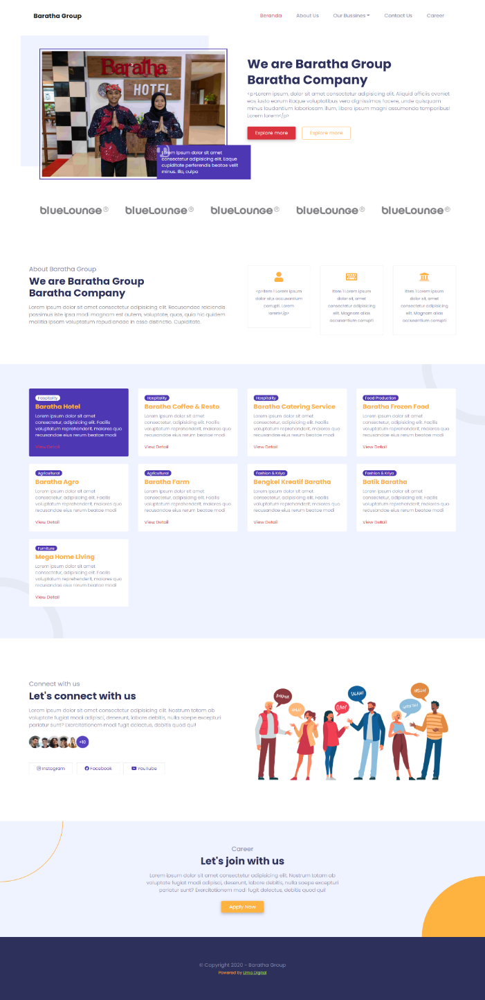 Baratha Group
Beranda
About Us
Our Bussines
Contact Us
Career
Baratha
HOTEL
We are Baratha Group
Baratha Company
<p>Lorem ipsum, dolor sit amet consectetur adipisicing elit. Aliquid officiis eveniet
eos iusto earum itaque voluptatibus vero dignissimos facere, unde quisquam
minus laudantium laboriosam illum, libero ipsum magni assumenda temporibus!
Lorem lorem</p>
Explore more
Explore more
Lorem ipsum dolor sit amet
consectetur adipisicing elit. Eaque
cupiditate perferendis beatae velit
minus. Illo, culpa
blueLounge®
blueLounge®
blueLounge®
blueLounge®
blueLounge®
About Baratha Group
We are Baratha Group
Baratha Company
Lorem ipsum dolor sit amet consectetur adipisicing elit. Recusandae reiciendis
possimus iste ipsa modi magnam est autem, voluptate, quas, quia hic quidem
mollitia ipsam voluptatum repudiandae in esse distinctio. Cupiditate.
<p>Item 1 Lorem ipsum
dolor sit,s accusantium
corrupti. Lorem
lorem</p>
Item 1 Lorem ipsum
dolor sit, amet
consectetur adipisicing
elit. Magnam alias
accusantium corrupti
Item 1 Lorem ipsum
dolor sit, amet
consectetur adipisicing
elit. Magnam alias
accusantium corrupti
Hospitality
Baratha Hotel
Lorem ipsum dolor sit amet
consectetur, adipisicing elit. Facilis
voluptatum reprehenderit, maiores quo
recusandae eius rerum beatae modi
View Detail
Hospitality
Baratha Coffee & Resto
Lorem ipsum dolor sit amet
consectetur, adipisicing elit. Facilis
voluptatum reprehenderit, maiores quo
recusandae eius rerum beatae modi
View Detail
Hospitality
Baratha Catering Service
Lorem ipsum dolor sit amet
consectetur, adipisicing elit. Facilis
voluptatum reprehenderit, maiores quo
recusandae eius rerum beatae modi
View Detail
Food Production
Baratha Frozen Food
Lorem ipsum dolor sit amet
consectetur, adipisicing elit. Facilis
voluptatum reprehenderit, maiores quo
recusandae eius rerum beatae modi
View Detail
Agricultural
Baratha Agro
Lorem ipsum dolor sit amet
consectetur, adipisicing elit. Facilis
voluptatum reprehenderit, maiores quo
recusandae eius rerum beatae modi
View Detail
Agricultural
Baratha Farm
Lorem ipsum dolor sit amet
consectetur, adipisicing elit. Facilis
voluptatum reprehenderit, maiores quo
recusandae eius rerum beatae modi
View Detail
Fashion & Kriya
Bengkel Kreatif Baratha
Lorem ipsum dolor sit amet
consectetur, adipisicing elit. Facilis
voluptatum reprehenderit, maiores quo
recusandae eius rerum beatae modi
View Detail
Fashion & Kriya
Batik Baratha
Lorem ipsum dolor sit amet
consectetur, adipisicing elit. Facilis
voluptatum reprehenderit, maiores quo
recusandae eius rerum beatae modi
View Detail
Furniture
Mega Home Living
Lorem ipsum dolor sit amet
consectetur, adipisicing elit. Facilis
voluptatum reprehenderit, maiores quo
recusandae eius rerum beatae modi
View Detail
Connect with us
Let's connect with us
Lorem ipsum dolor sit amet consectetur adipisicing elit. Nostrum totam ab
voluptate fugiat modi adipisci, deserunt, labore debitis, nulla saepe excepturi
pariatur sunt? Exercitationem modi fugit delectus, debitis quod qui!
+10
Instagram
Facebook
YouTube
BONJOUR
HOLA!
CIAO!
SALAM!
HELLO!
Career
Let's join with us
Lorem ipsum dolor sit amet consectetur adipisicing elit. Nostrum totam ab
voluptate fugiat modi adipisci, deserunt, labore debitis, nulla saepe excepturi
pariatur sunt? Exercitationem modi fugit delectus, debitis quod qui!
Apply Now
© Copyright 2020 - Baratha Group
Powered by Lima Digital